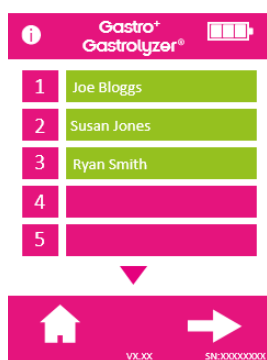 Gastro+
Gastrolyzer®
1 Joe Bloggs
2 Susan Jones
3 Ryan Smith
4
5
VX.XX SN:XXXXXXXX